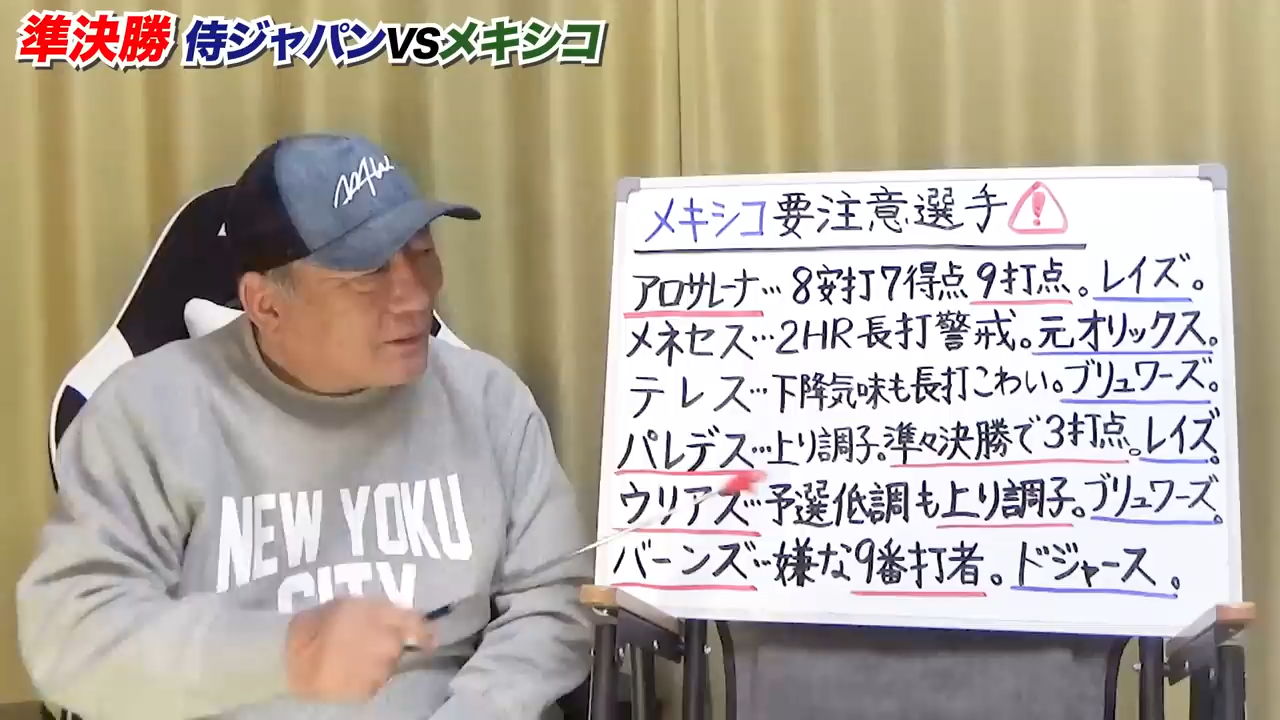 準決勝 侍ジャパンVSメキシコ
メキシコ要注意選手
アロサレーナ…8安打7得点9打点。レイズ。
メネセス…2HR長打警戒。元オリックス。
テレス…下降気味も長打こわい。ブリュワーズ。
パレデス…上り調子。準々決勝で3打点。レイズ。
ウリアズ…予選低調も上り調子。ブリュワーズ。
バーンズ…嫌な9番打者。ドジャース。
NEW YOKU
CITY